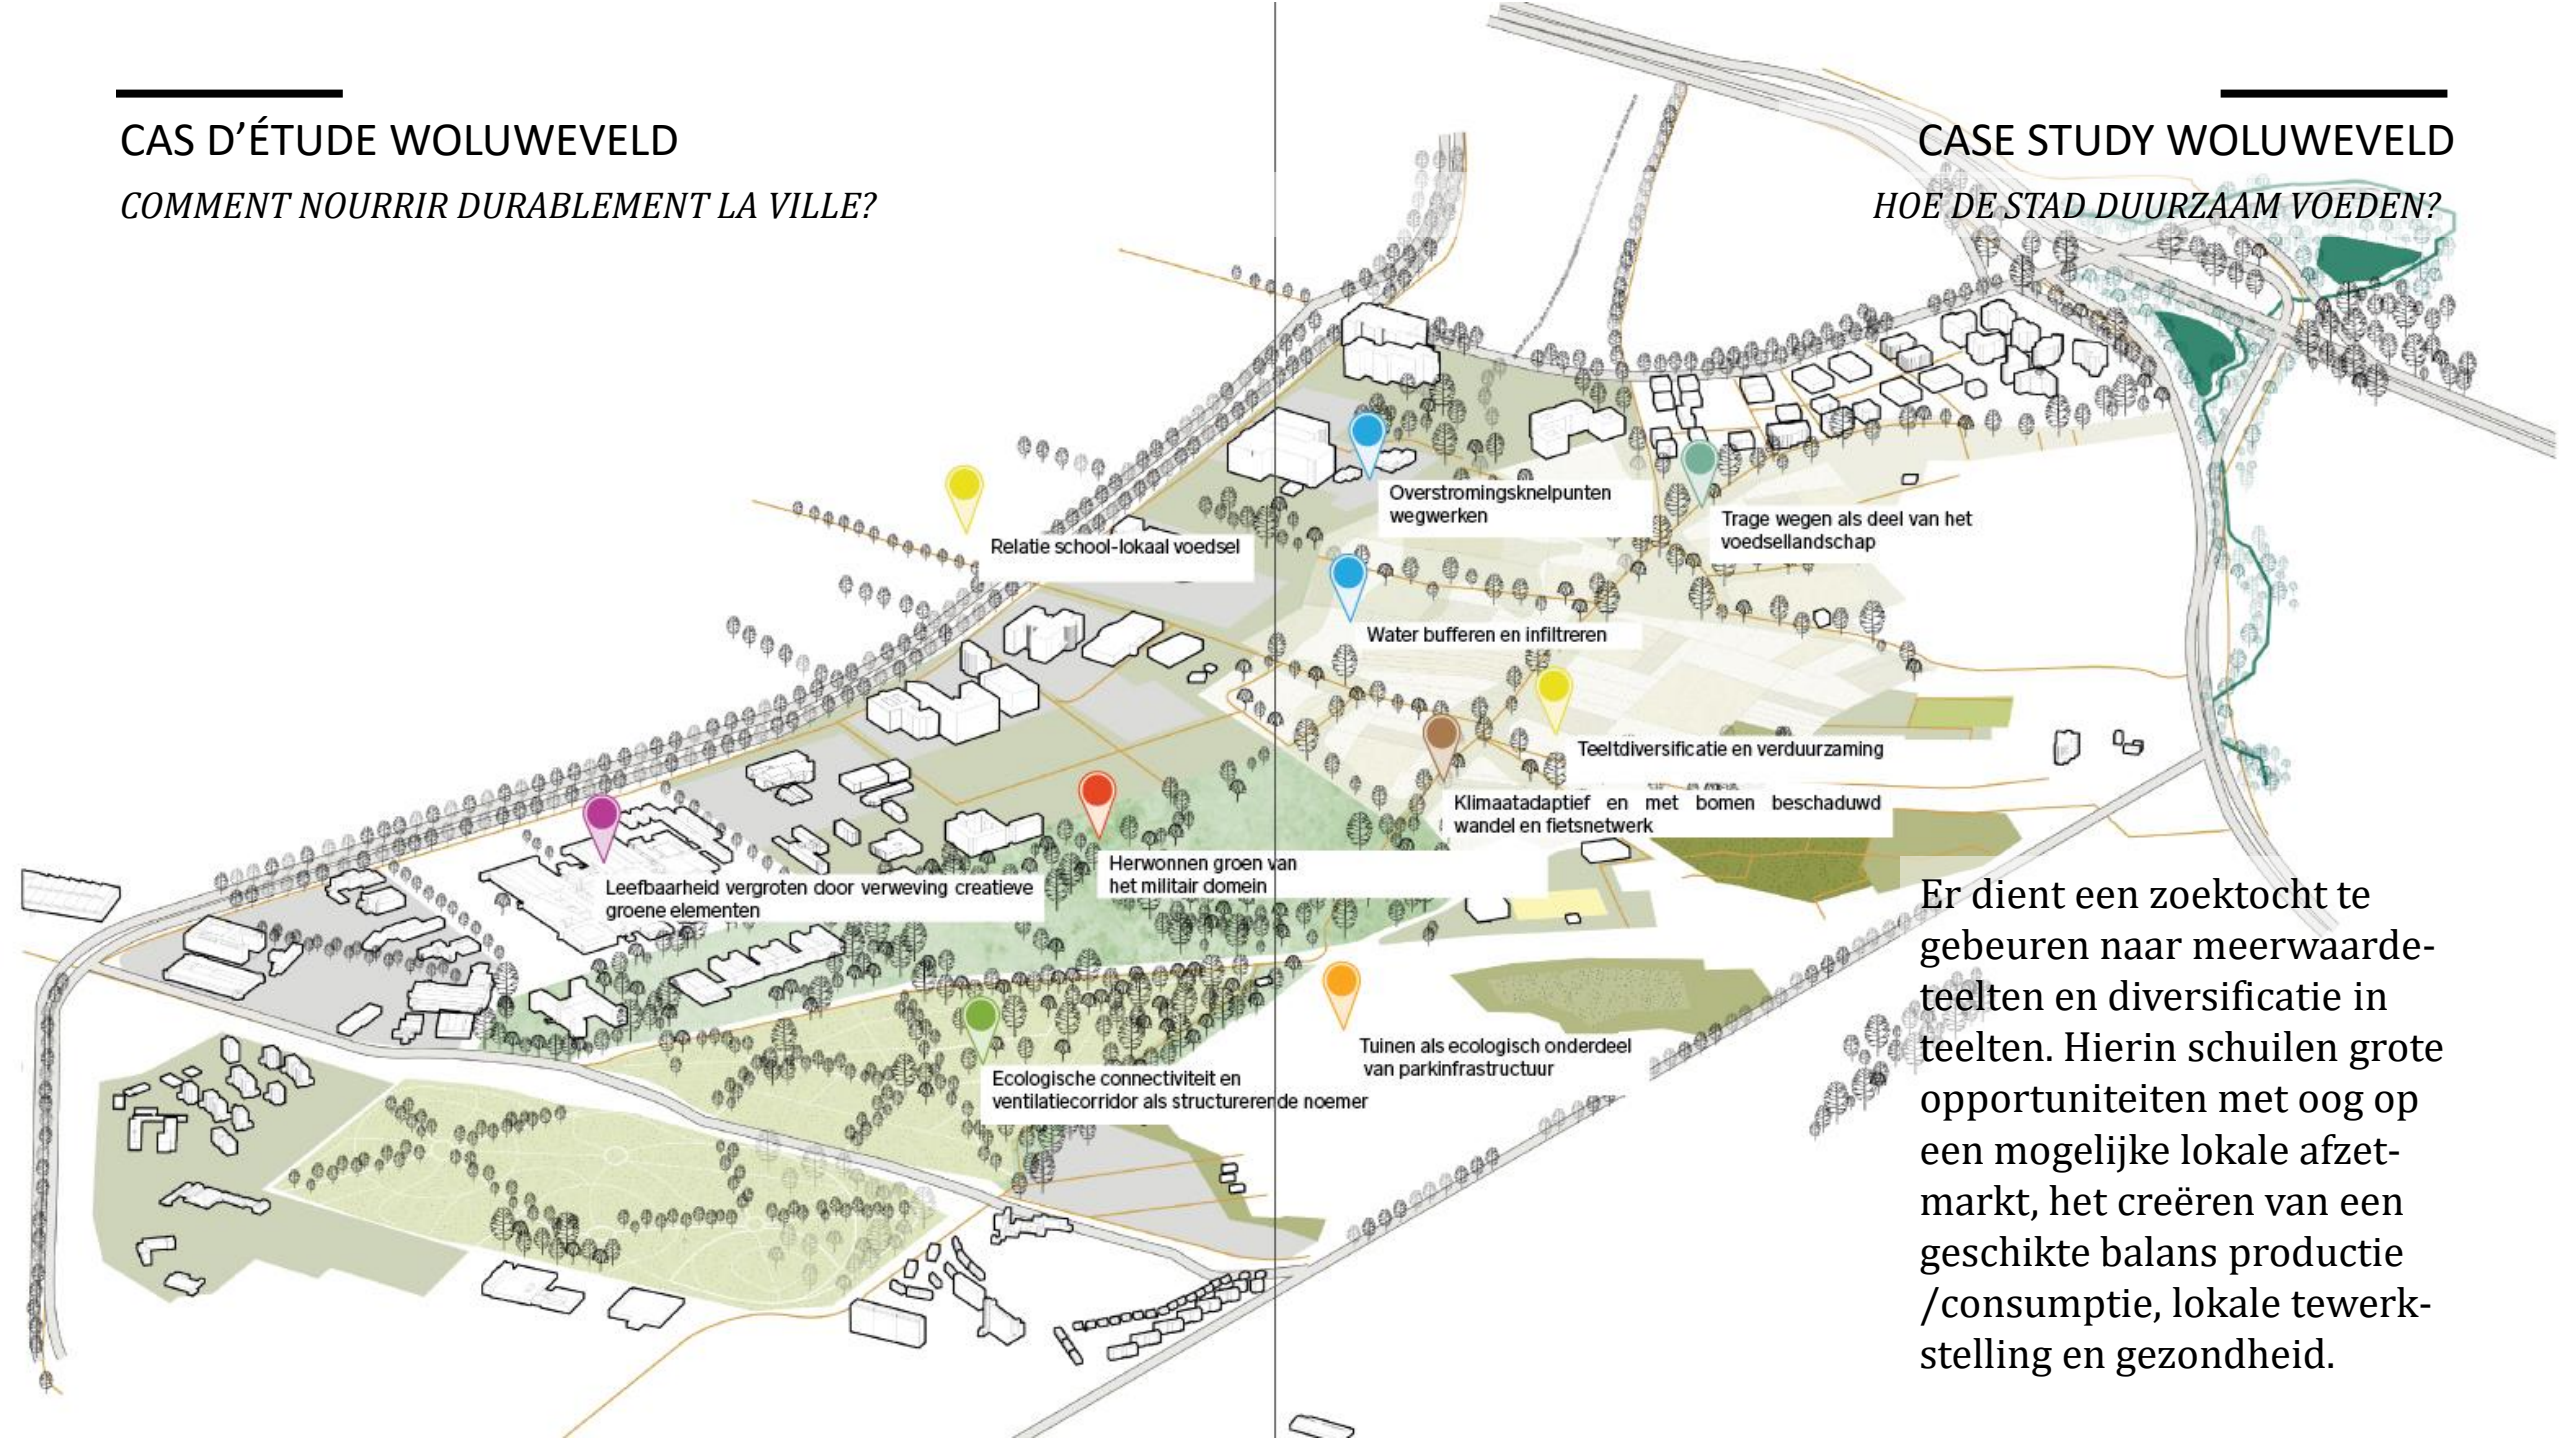 CAS D’ÉTUDE WOLUWEVELD
COMMENT NOURRIR DURABLEMENT LA VILLE?
CASE STUDY WOLUWEVELD
HOE DE STAD DUURZAAM VOEDEN?
Overstromingsknelpunten
wegwerken
Trage wegen als deel van het
voedsellandschap
Relatie school-lokaal voedsel
Water bufferen en infiltreren
Teeltdiversificatie en verduurzaming
Klimaatadaptief en met bomen beschaduwd
wandel en fietsnetwerk
Herwonnen groen van
het militair domein
Leefbaarheid vergroten door verweving creatieve
groene elementen
Tuinen als ecologisch onderdeel
van parkinfrastructuur
Ecologische connectiviteit en
ventilatiecorridor als structurerende noemer
Er dient een zoektocht te
gebeuren naar meerwaarde-
teelten en diversificatie in
teelten. Hierin schuilen grote
opportuniteiten met oog op
een mogelijke lokale afzet-
markt, het creëren van een
geschikte balans productie
/consumptie, lokale tewerk-
stelling en gezondheid.